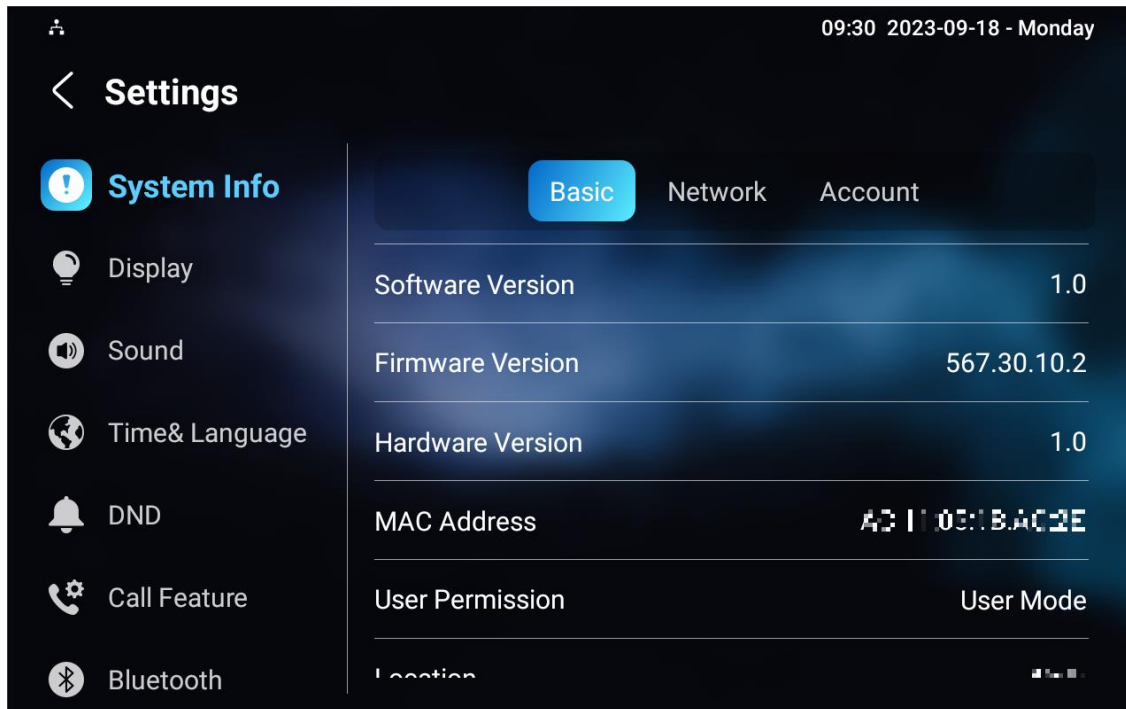 09:30 2023-09-18 - Monday
Settings
System Info
Display
Sound
Time& Language
DND
Call Feature
Bluetooth
Basic Network Account
Software Version 1.0
Firmware Version 567.30.10.2
Hardware Version 1.0
MAC Address
User Permission User Mode
Location